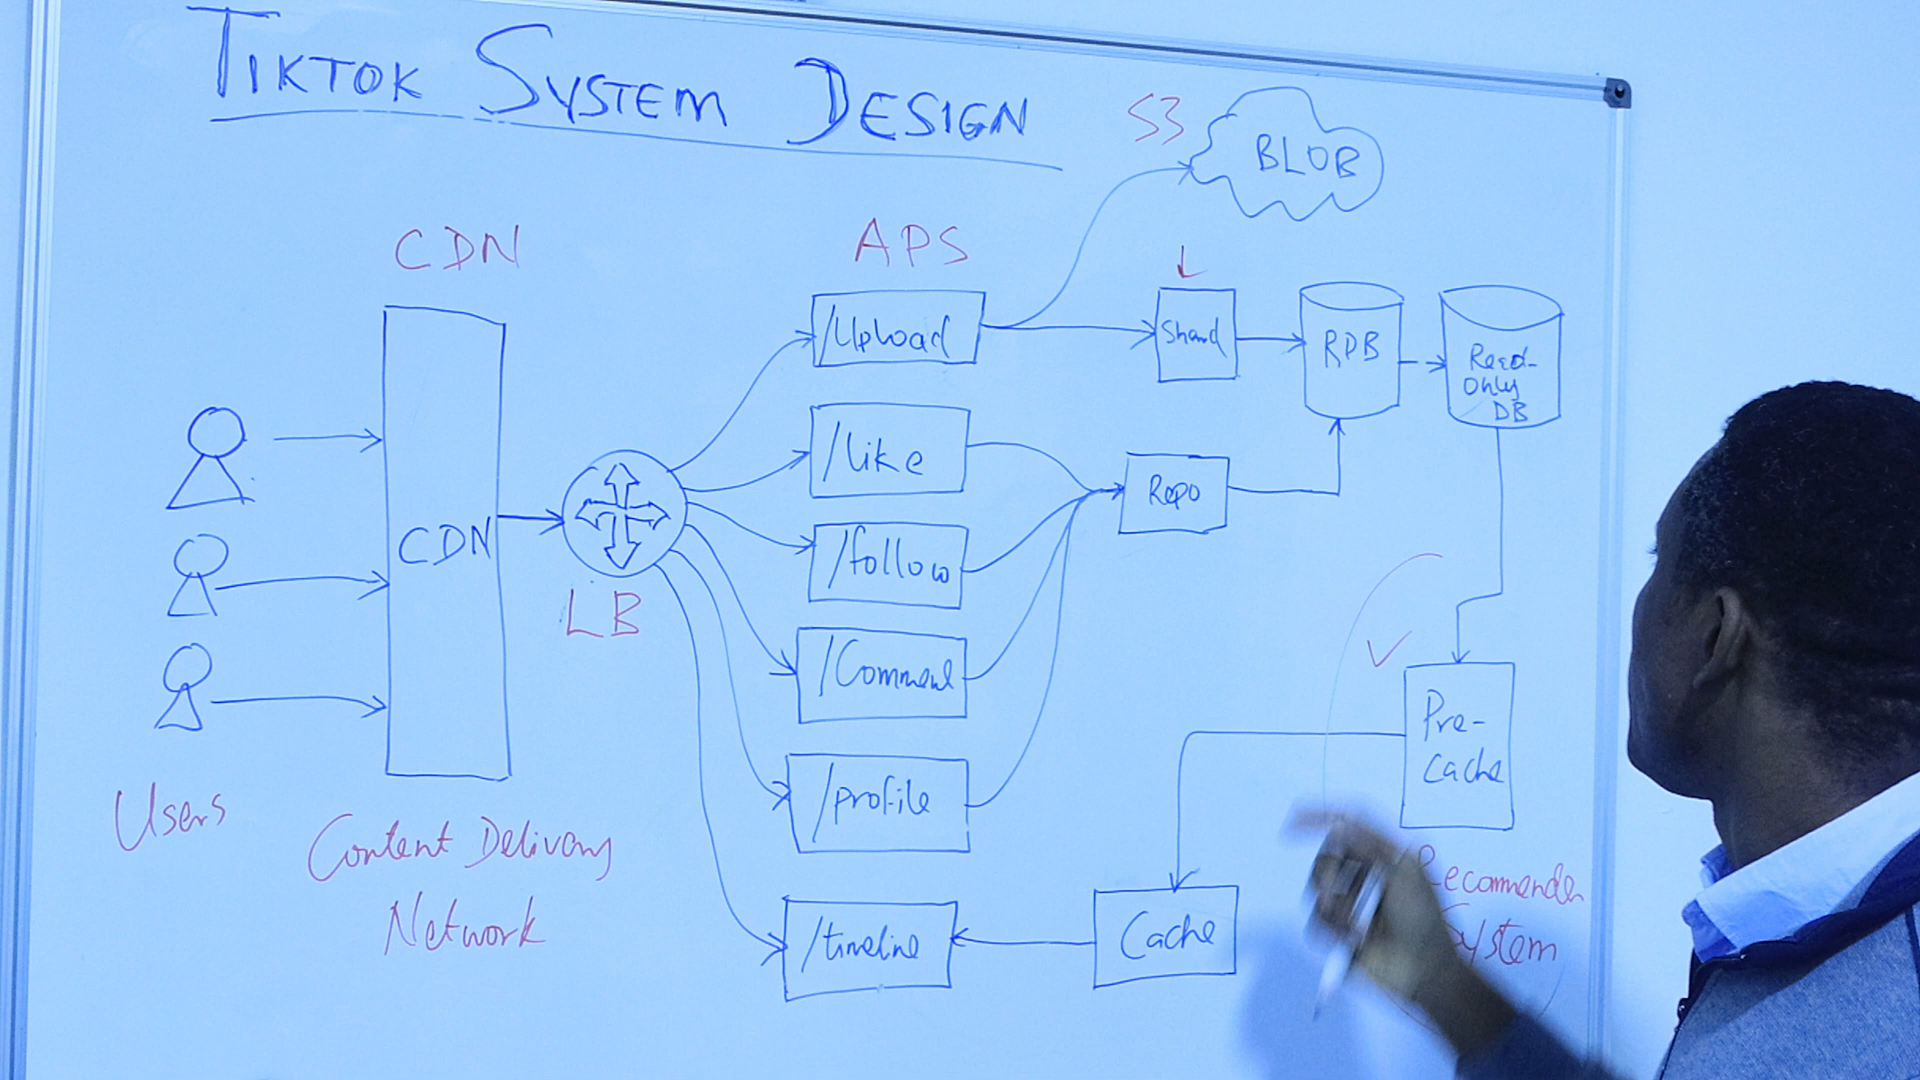 TIKTOK SYSTEM DESIGN
S3
BLOB
CDN
APS
/Upload
Shard
RDB
Read-
Only
DB
/like
Repo
CDN
/follow
LB
/Comment
Pre-
Cache
/profile
Users
Content Delivery
Network
/timeline
Cache
Recommender
System